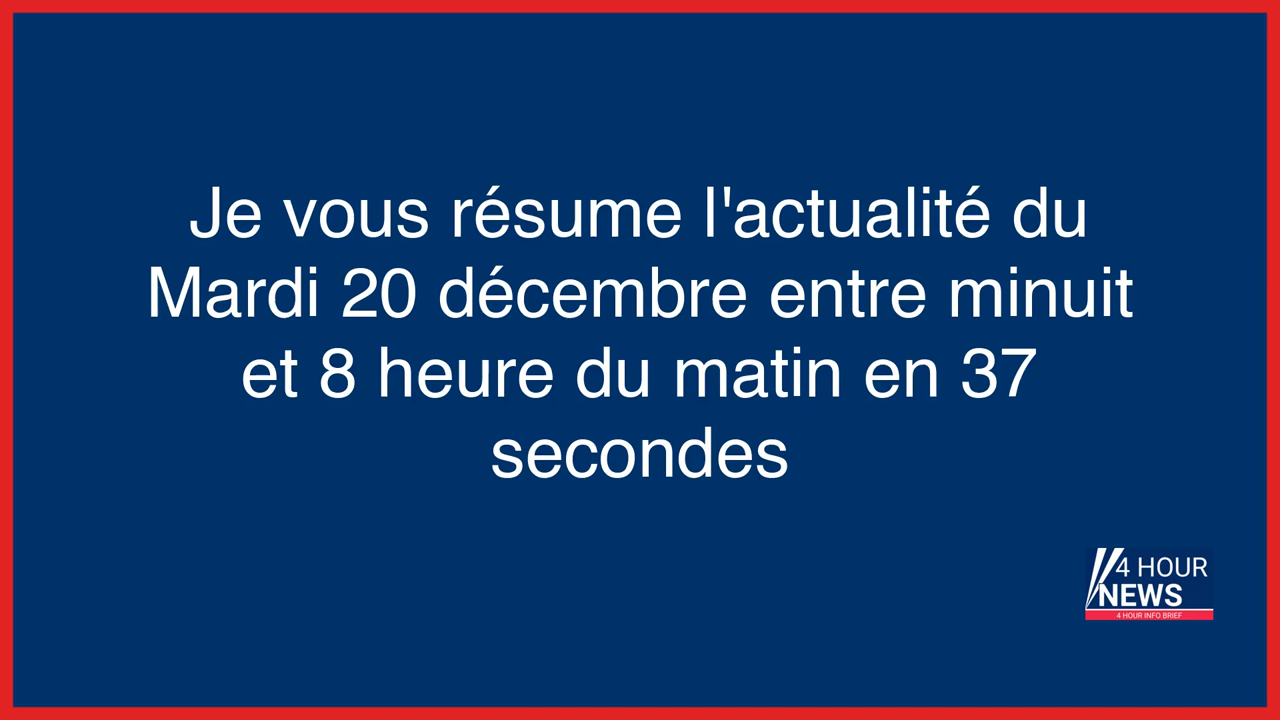 Je vous résume l'actualité du
Mardi 20 décembre entre minuit
et 8 heure du matin en 37
secondes
4 HOUR
NEWS
4 HOUR INFO BRIEF